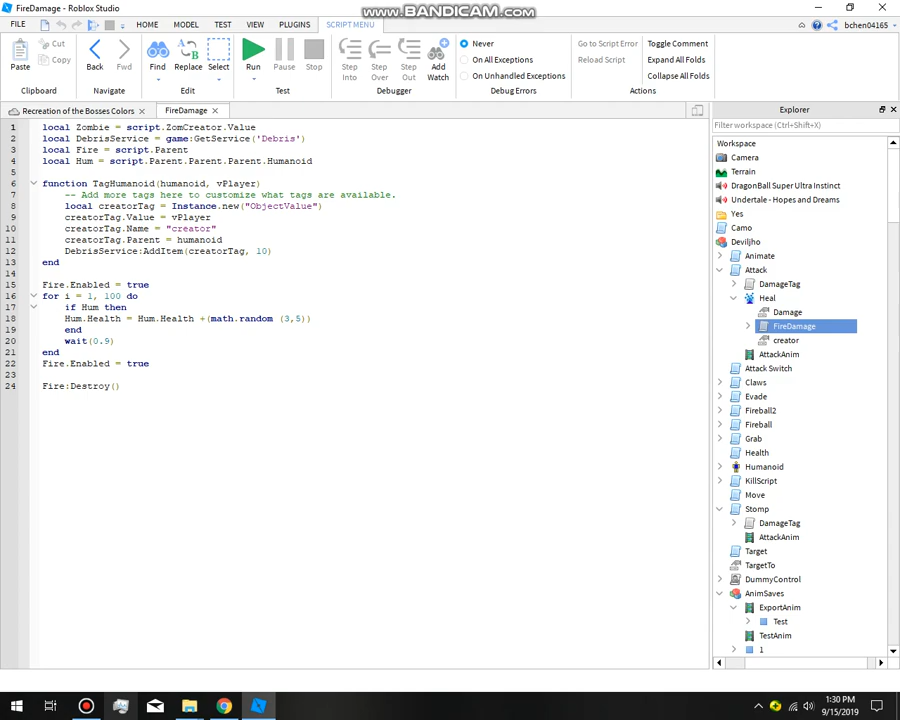 FireDamage - Roblox Studio
www.BANDICAM.com
FILE
HOME
MODEL
TEST
VIEW
PLUGINS
SCRIPT MENU
bchen04165
Paste
Cut
Copy
Clipboard
Back
Fwd
Navigate
Find
Replace
Select
Edit
Run
Pause
Stop
Test
Step Into
Step Over
Step Out
Add Watch
Debugger
Never
On All Exceptions
On Unhandled Exceptions
Debug Errors
Go to Script Error
Reload Script
Toggle Comment
Expand All Folds
Collapse All Folds
Actions
Recreation of the Bosses Colors
FireDamage
1 local Zombie = script.ZomCreator.Value
2 local DebrisService = game:GetService('Debris')
3 local Fire = script.Parent
4 local Hum = script.Parent.Parent.Parent.Humanoid
5
6 function TagHumanoid(humanoid, vPlayer)
7 -- Add more tags here to customize what tags are available.
8 local creatorTag = Instance.new("ObjectValue")
9 creatorTag.Value = vPlayer
10 creatorTag.Name = "creator"
11 creatorTag.Parent = humanoid
12 DebrisService:AddItem(creatorTag, 10)
13 end
14
15 Fire.Enabled = true
16 for i = 1, 100 do
17 if Hum then
18 Hum.Health = Hum.Health +(math.random (3,5))
19 end
20 wait(0.9)
21 end
22 Fire.Enabled = true
23
24 Fire:Destroy()
Explorer
Filter workspace (Ctrl+Shift+X)
Workspace
Camera
Terrain
DragonBall Super Ultra Instinct
Undertale - Hopes and Dreams
Yes
Camo
Deviljho
Animate
Attack
DamageTag
Heal
Damage
FireDamage
creator
AttackAnim
Attack Switch
Claws
Evade
Fireball2
Fireball
Grab
Health
Humanoid
KillScript
Move
Stomp
DamageTag
AttackAnim
Target
TargetTo
DummyControl
AnimSaves
ExportAnim
Test
TestAnim
1
1:30 PM
9/15/2019